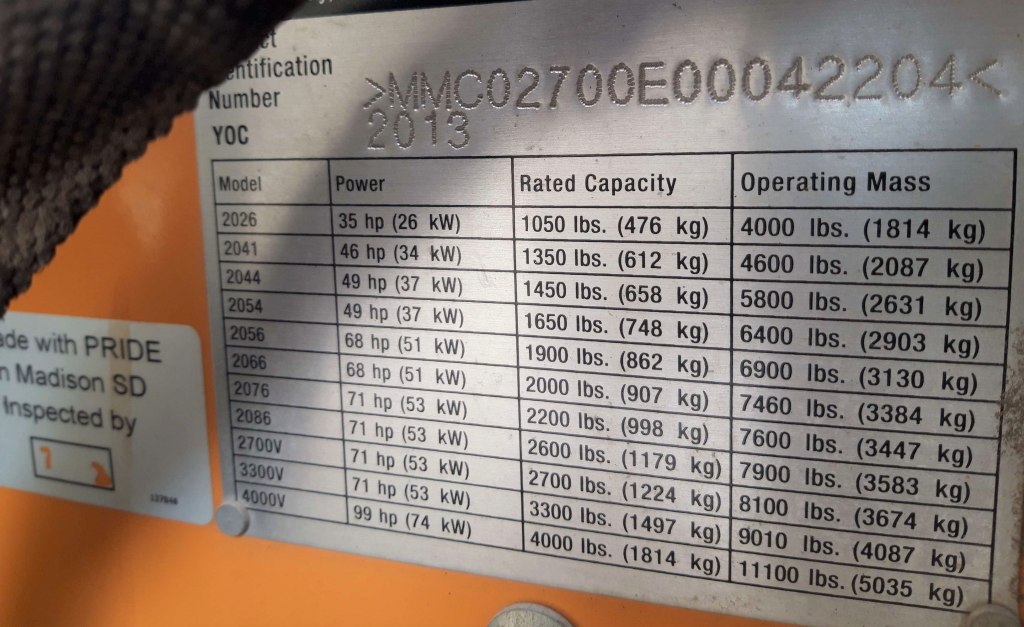 Number
>MMC02700E00042204<
YOC 2013
Model Power Rated Capacity Operating Mass
2026 35 hp (26 kW) 1050 lbs. (476 kg) 4000 lbs. (1814 kg)
2041 46 hp (34 kW) 1350 lbs. (612 kg) 4600 lbs. (2087 kg)
2044 49 hp (37 kW) 1450 lbs. (658 kg) 5800 lbs. (2631 kg)
2054 49 hp (37 kW) 1650 lbs. (748 kg) 6400 lbs. (2903 kg)
2056 68 hp (51 kW) 1900 lbs. (862 kg) 6900 lbs. (3130 kg)
2066 68 hp (51 kW) 2000 lbs. (907 kg) 7460 lbs. (3384 kg)
2076 71 hp (53 kW) 2200 lbs. (998 kg) 7600 lbs. (3447 kg)
2086 71 hp (53 kW) 2600 lbs. (1179 kg) 7900 lbs. (3583 kg)
2700V 71 hp (53 kW) 2700 lbs. (1224 kg) 8100 lbs. (3674 kg)
3300V 71 hp (53 kW) 3300 lbs. (1497 kg) 9010 lbs. (4087 kg)
4000V 99 hp (74 kW) 4000 lbs. (1814 kg) 11100 lbs. (5035 kg)
with PRIDE
Madison SD
Inspected by